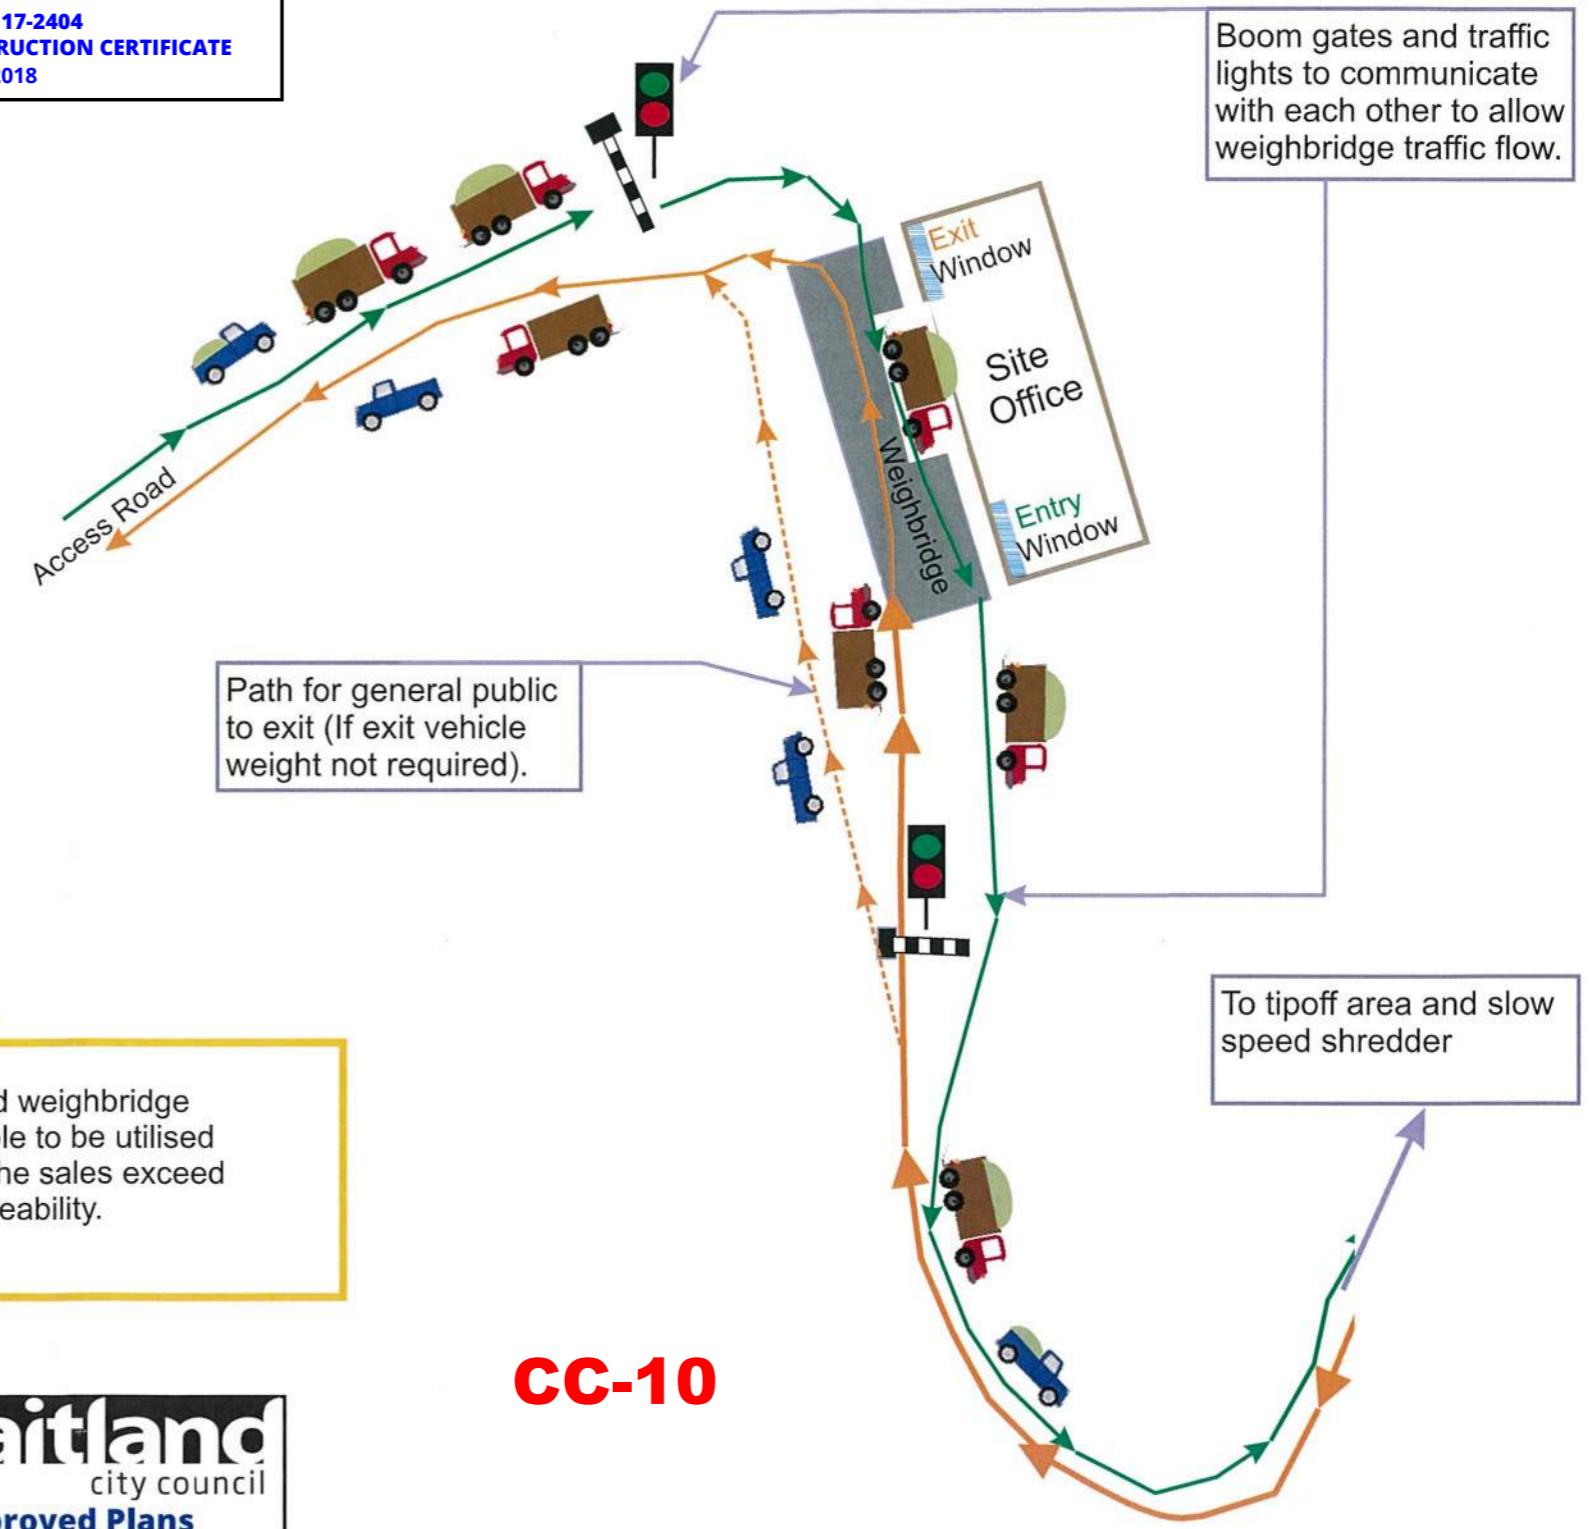 17-2404
RUCTION CERTIFICATE
2018
Boom gates and traffic
lights to communicate
with each other to allow
weighbridge traffic flow.
Exit
Window
Site
Office
Entry
Window
Weighbridge
Access Road
Path for general public
to exit (If exit vehicle
weight not required).
To tipoff area and slow
speed shredder
d weighbridge
le to be utilised
he sales exceed
eability.
CC-10
aitland
city council
proved Plans